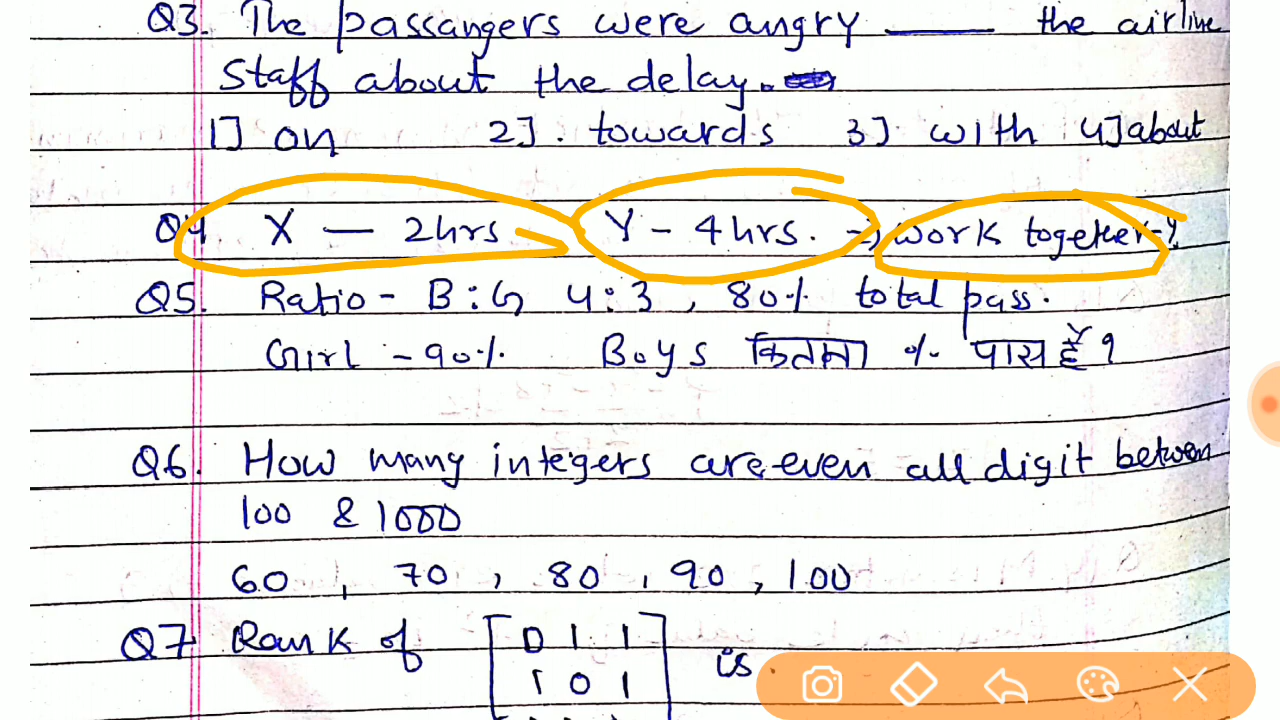 Q3. The passangers were angry ——— the airline
staff about the delay.
1] on 2]. towards 3] with 4] about
Q4 X — 2hrs Y - 4hrs. => work together-?
Q5. Ratio - B:G 4:3, 80% total pass.
Girl - 90% Boys कितना % पास हैं ?
Q6. How many integers are even all digit betwen
100 & 1000
60, 70, 80, 90, 100
Q7 Rank of [0 1 1 is
1 0 1